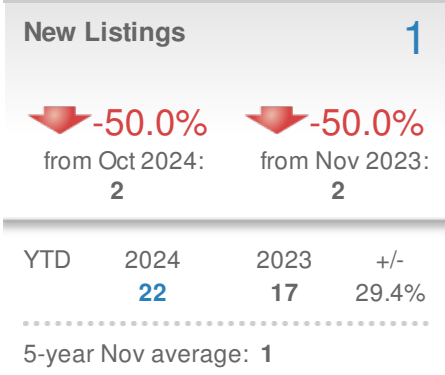 New Listings 1
-50.0% -50.0%
from Oct 2024: from Nov 2023:
2 2
YTD 2024 2023 +/-
22 17 29.4%
5-year Nov average: 1